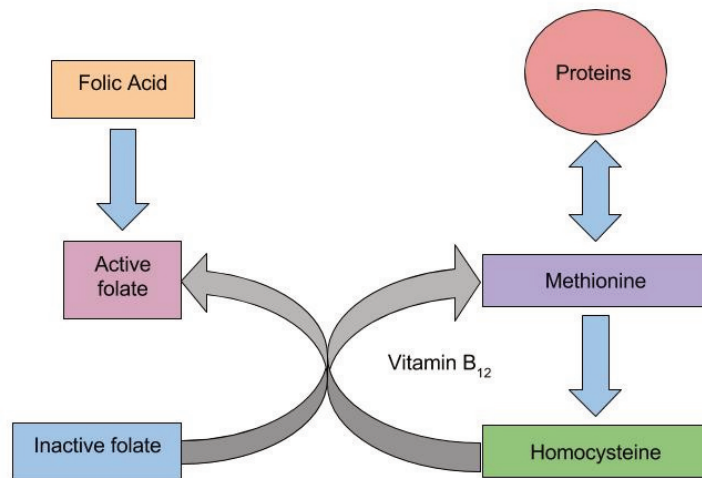 Folic Acid
Proteins
Active
folate
Methionine
Vitamin B₁₂
Inactive folate
Homocysteine